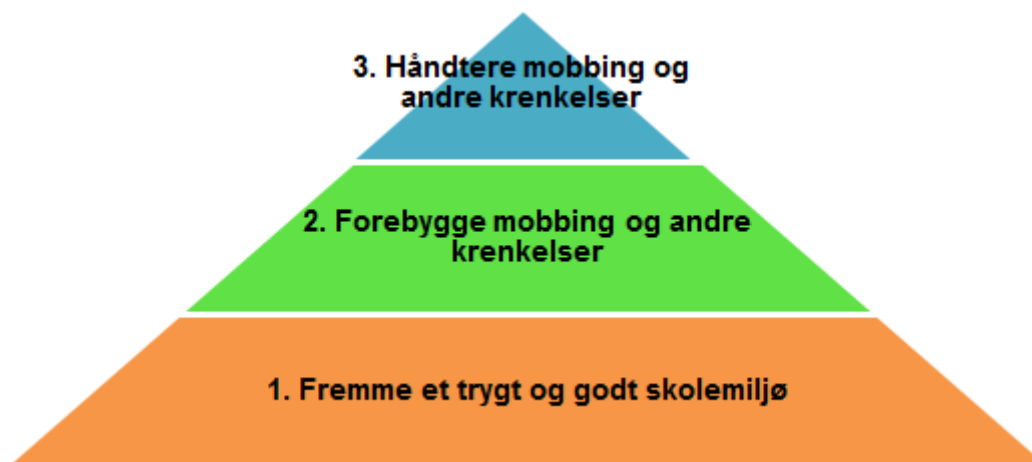 3. Håndtere mobbing og
andre krenkelser
2. Forebygge mobbing og andre
krenkelser
1. Fremme et trygt og godt skolemiljø